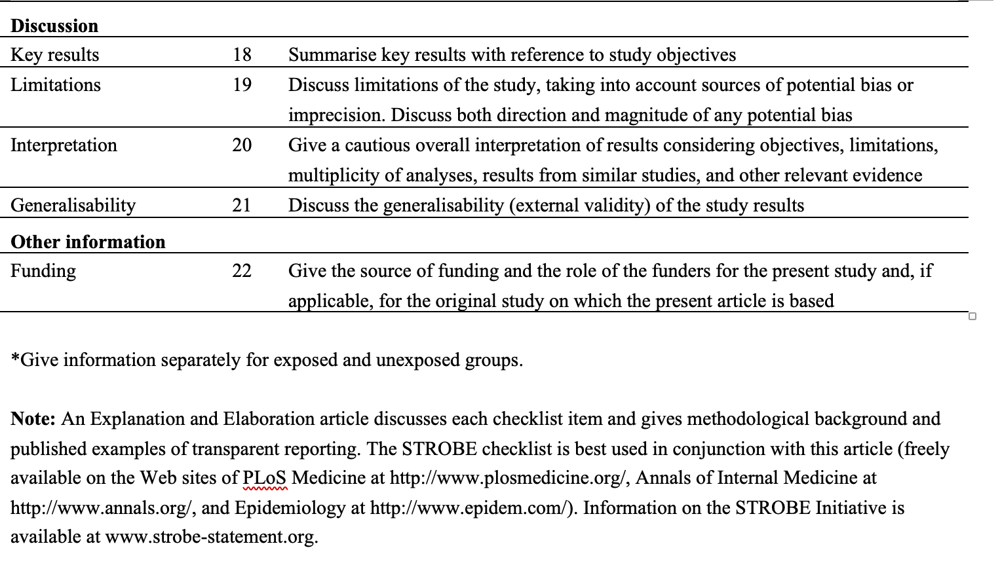 Discussion
Key results 18 Summarise key results with reference to study objectives
Limitations 19 Discuss limitations of the study, taking into account sources of potential bias or
imprecision. Discuss both direction and magnitude of any potential bias
Interpretation 20 Give a cautious overall interpretation of results considering objectives, limitations,
multiplicity of analyses, results from similar studies, and other relevant evidence
Generalisability 21 Discuss the generalisability (external validity) of the study results
Other information
Funding 22 Give the source of funding and the role of the funders for the present study and, if
applicable, for the original study on which the present article is based
*Give information separately for exposed and unexposed groups.
Note: An Explanation and Elaboration article discusses each checklist item and gives methodological background and
published examples of transparent reporting. The STROBE checklist is best used in conjunction with this article (freely
available on the Web sites of PLoS Medicine at http://www.plosmedicine.org/, Annals of Internal Medicine at
http://www.annals.org/, and Epidemiology at http://www.epidem.com/). Information on the STROBE Initiative is
available at www.strobe-statement.org.